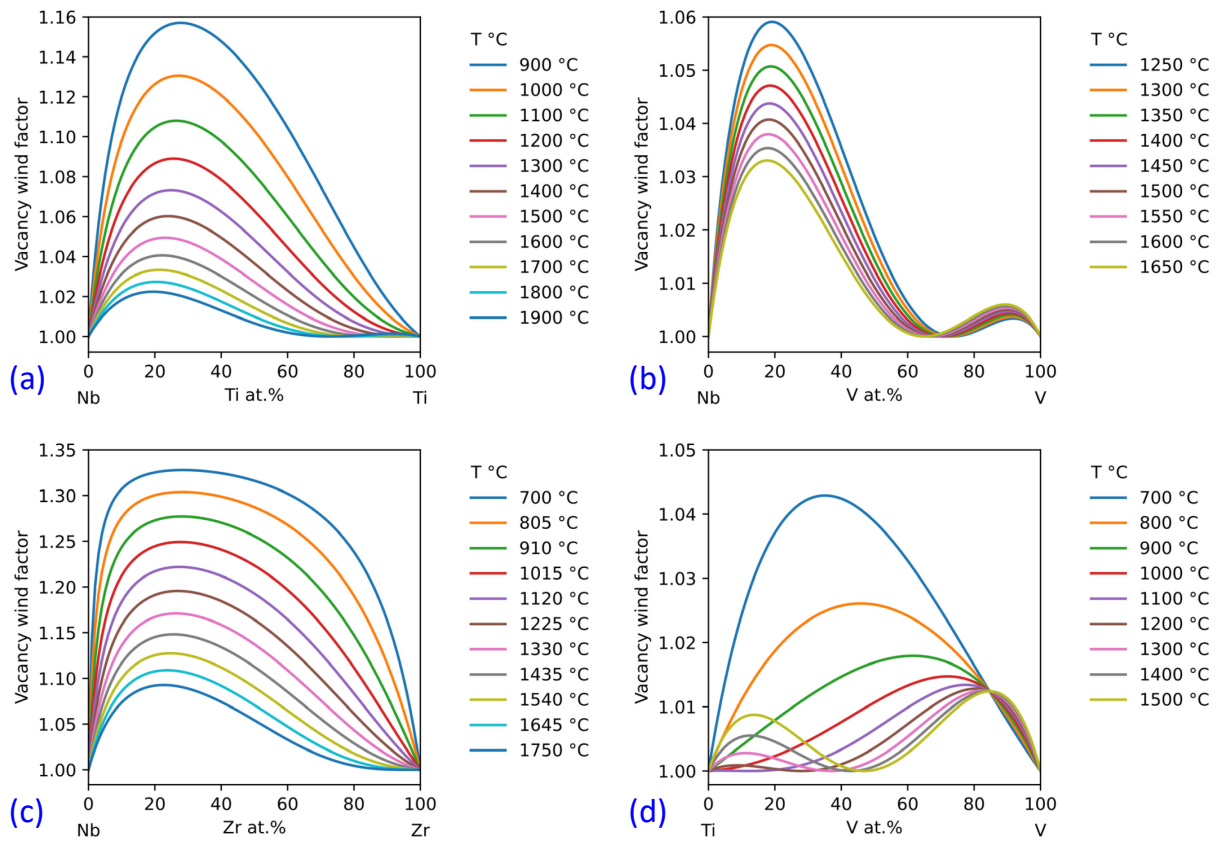 1.16
1.14
1.12
1.10
1.08
1.06
1.04
1.02
1.00
Vacancy wind factor
0 20 40 60 80 100
Nb Ti at.% Ti
(a)
T °C
900 °C
1000 °C
1100 °C
1200 °C
1300 °C
1400 °C
1500 °C
1600 °C
1700 °C
1800 °C
1900 °C
1.06
1.05
1.04
1.03
1.02
1.01
1.00
Vacancy wind factor
0 20 40 60 80 100
Nb V at.% V
(b)
T °C
1250 °C
1300 °C
1350 °C
1400 °C
1450 °C
1500 °C
1550 °C
1600 °C
1650 °C
1.35
1.30
1.25
1.20
1.15
1.10
1.05
1.00
Vacancy wind factor
0 20 40 60 80 100
Nb Zr at.% Zr
(c)
T °C
700 °C
805 °C
910 °C
1015 °C
1120 °C
1225 °C
1330 °C
1435 °C
1540 °C
1645 °C
1750 °C
1.05
1.04
1.03
1.02
1.01
1.00
Vacancy wind factor
0 20 40 60 80 100
Ti V at.% V
(d)
T °C
700 °C
800 °C
900 °C
1000 °C
1100 °C
1200 °C
1300 °C
1400 °C
1500 °C